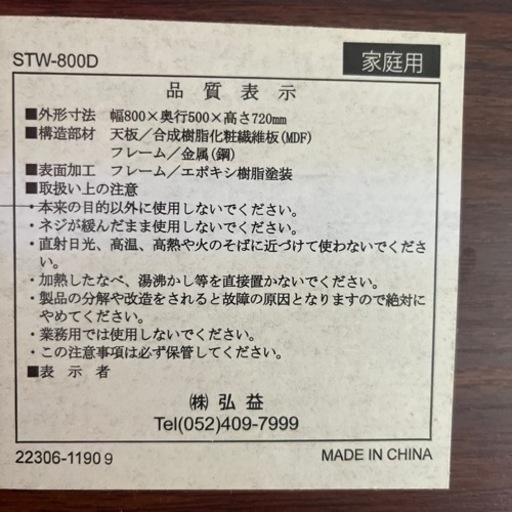 STW-800D
家庭用
品質表示
■外形寸法 幅800×奥行500×高さ720mm
■構造部材 天板／合成樹脂化粧繊維板(MDF)
フレーム／金属(鋼)
■表面加工 フレーム／エポキシ樹脂塗装
■取扱い上の注意
・本来の目的以外に使用しないでください。
・ネジが緩んだまま使用しないでください。
・直射日光、高温、高熱や火のそばに近づけて使わないでくださ
い。
・加熱したなべ、湯沸かし等を直接置かないでください。
・製品の分解や改造をされると故障の原因となりますので絶対に
やめてください。
・業務用では使用しないでください。
・この注意事項は必ず保管してください。
■表示者
㈱ 弘益
Tel(052)409-7999
22306-1190 9
MADE IN CHINA